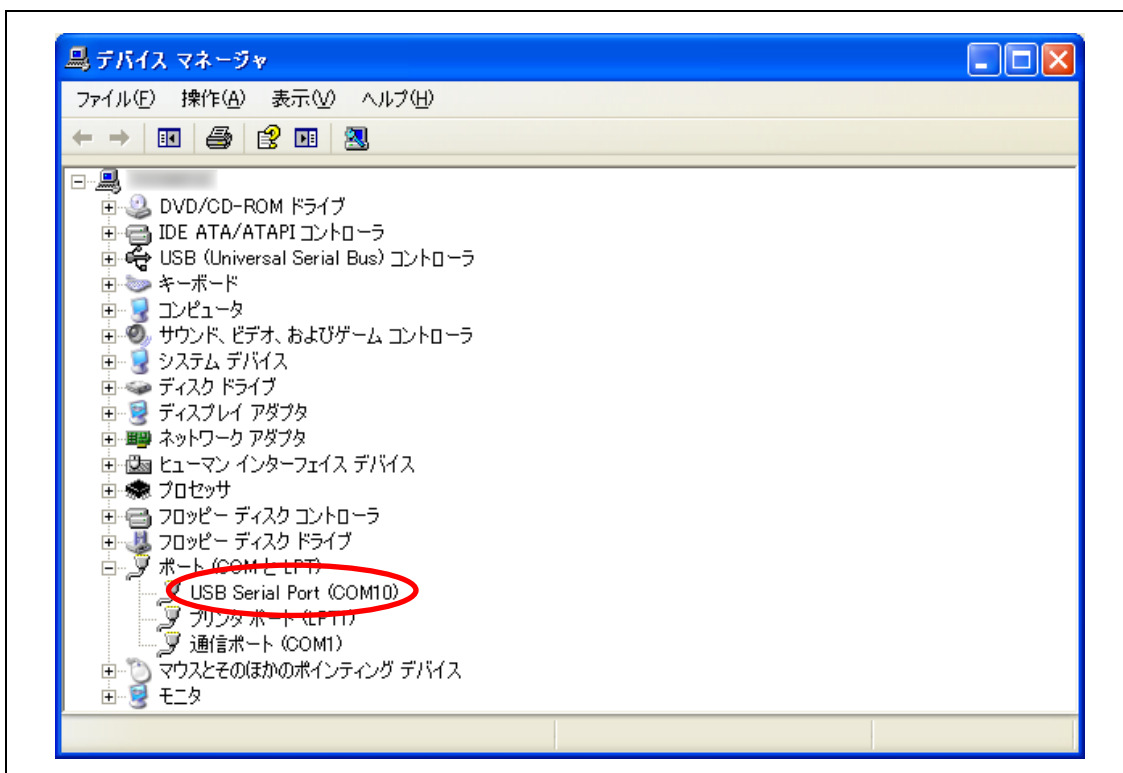 デバイス マネージャ
ファイル(F) 操作(A) 表示(V) ヘルプ(H)
DVD/CD-ROM ドライブ
IDE ATA/ATAPI コントローラ
USB (Universal Serial Bus) コントローラ
キーボード
コンピュータ
サウンド、ビデオ、およびゲーム コントローラ
システム デバイス
ディスク ドライブ
ディスプレイ アダプタ
ネットワーク アダプタ
ヒューマン インターフェイス デバイス
プロセッサ
フロッピー ディスク コントローラ
フロッピー ディスク ドライブ
ポート (COM と LPT)
USB Serial Port (COM10)
プリンタ ポート (LPT1)
通信ポート (COM1)
マウスとそのほかのポインティング デバイス
モニタ